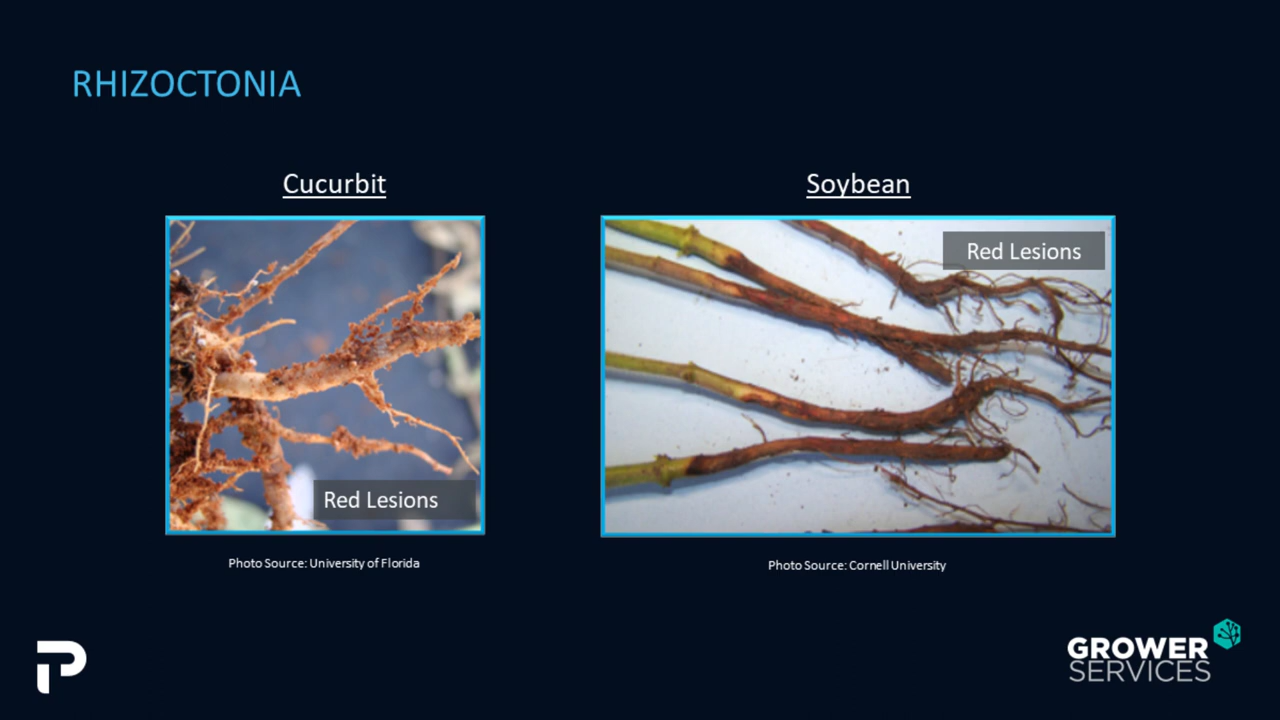 RHIZOCTONIA
Cucurbit
Red Lesions
Photo Source: University of Florida
Soybean
Red Lesions
Photo Source: Cornell University
P
GROWER
SERVICES